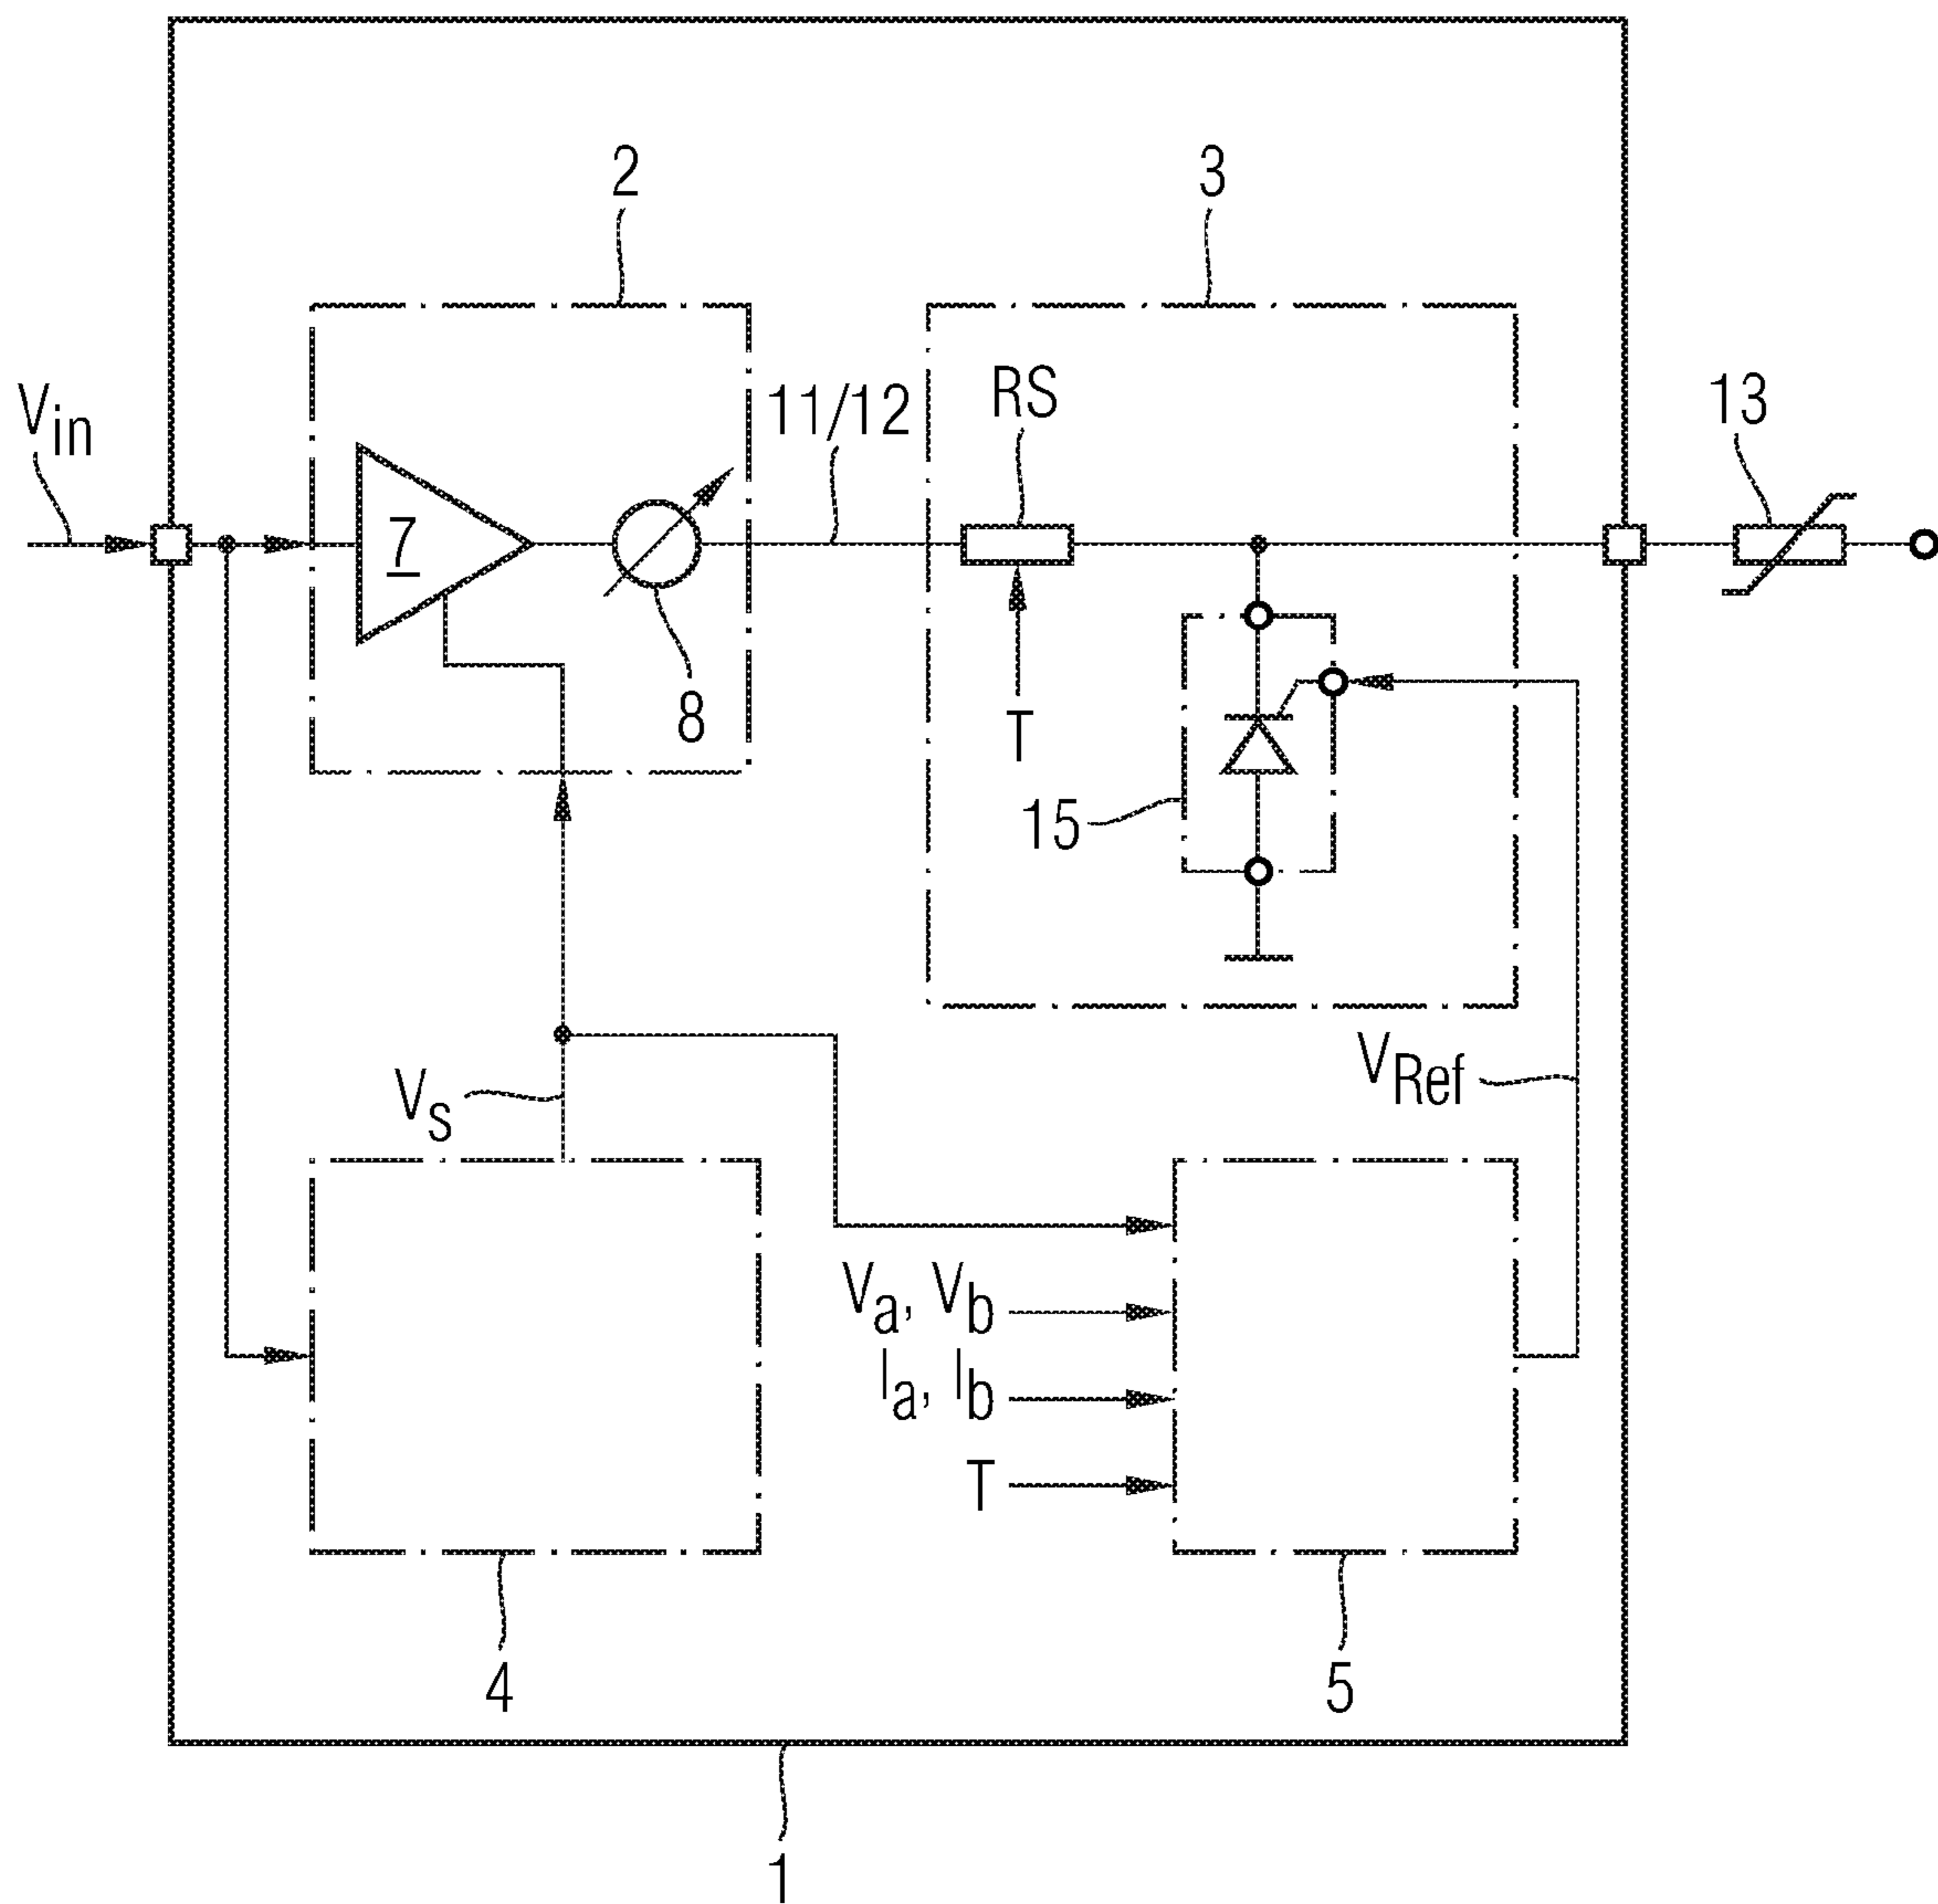 2
3
V_in
11/12
RS
13
7
8
T
15
V_s
V_Ref
V_a, V_b
I_a, I_b
T
4
5
1